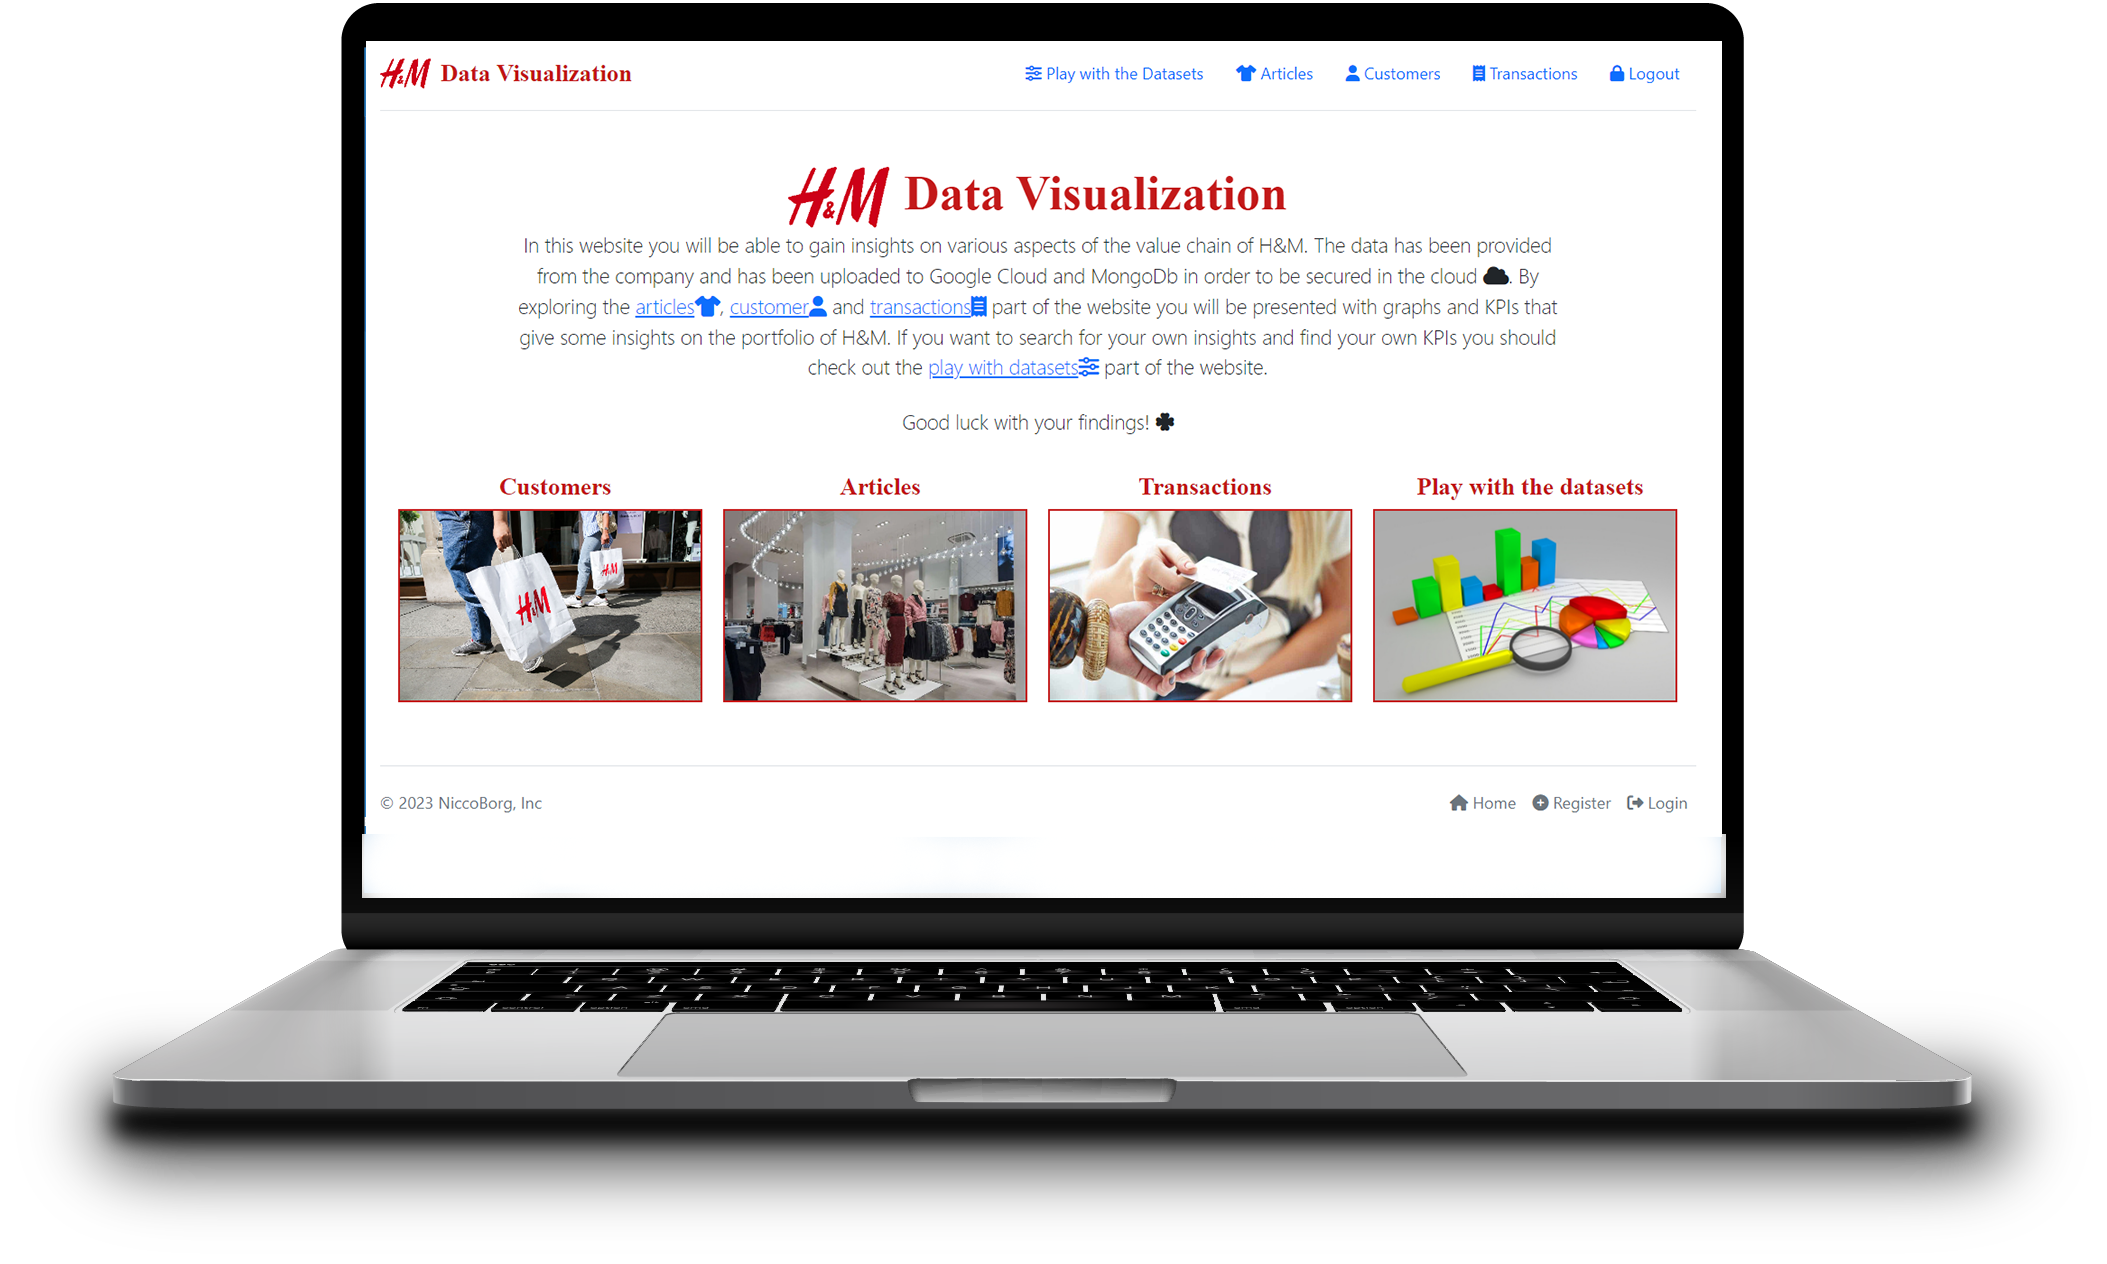 H&M Data Visualization
Play with the Datasets Articles Customers Transactions Logout
H&M Data Visualization
In this website you will be able to gain insights on various aspects of the value chain of H&M. The data has been provided
from the company and has been uploaded to Google Cloud and MongoDb in order to be secured in the cloud . By
exploring the articles, customer and transactions part of the website you will be presented with graphs and KPIs that
give some insights on the portfolio of H&M. If you want to search for your own insights and find your own KPIs you should
check out the play with datasets part of the website.
Good luck with your findings!
Customers
Articles
Transactions
Play with the datasets
H&M
H&M
© 2023 NiccoBorg, Inc
Home Register Login